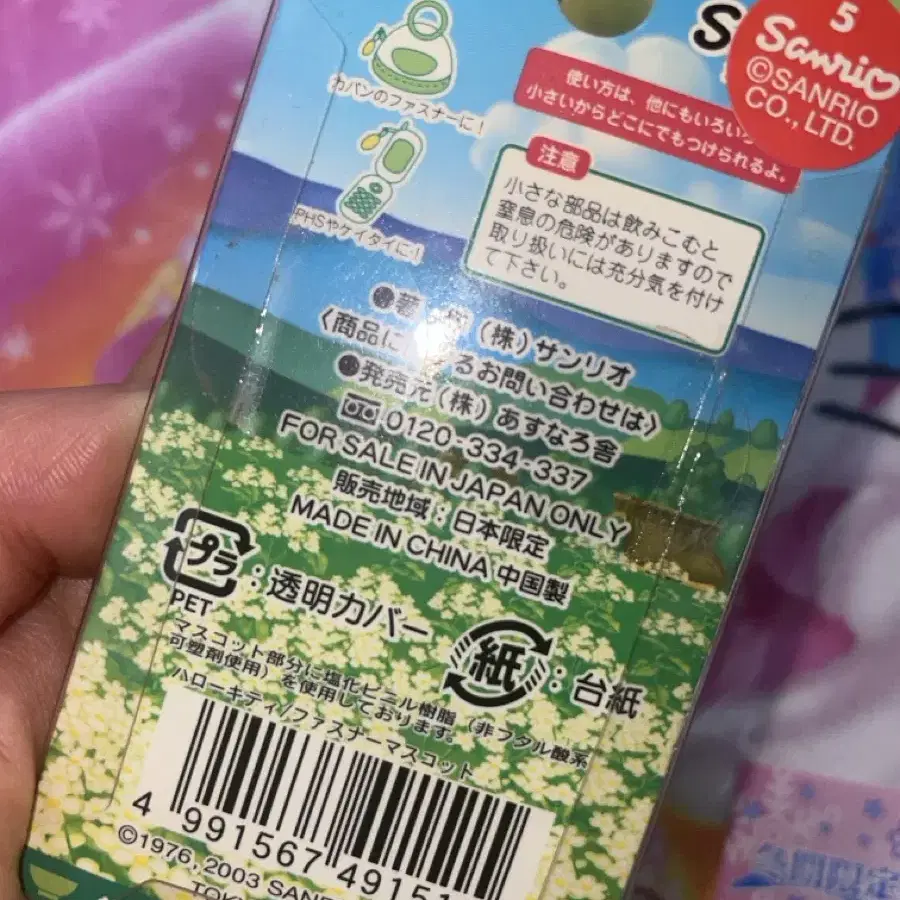 5
Sanrio
©SANRIO
CO., LTD.
カバンのファスナーに!
PHSやケイタイに!
使い方は、他にもいろいろ
小さいからどこにでもつけられるよ。
注意
小さな部品は飲みこむと
窒息の危険がありますので
取り扱いには充分気を付け
て下さい。
(株)サンリオ
〈商品に するお問い合わせは〉
●発売元(株)あすなろ舎
0120-334-337
FOR SALE IN JAPAN ONLY
販売地域:日本限定
MADE IN CHINA 中国製
プラ
PET
:透明カバー
紙
:台紙
マスコット部分に塩化ビニル樹脂(非フタル酸系
可塑剤使用)を使用しております。
ハローキティ/ファスナーマスコット
4 991567 49151
©1976, 2003 SANR
冬期限定